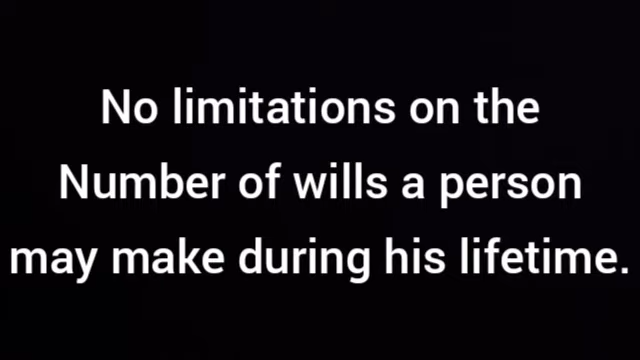 No limitations on the
Number of wills a person
may make during his lifetime.